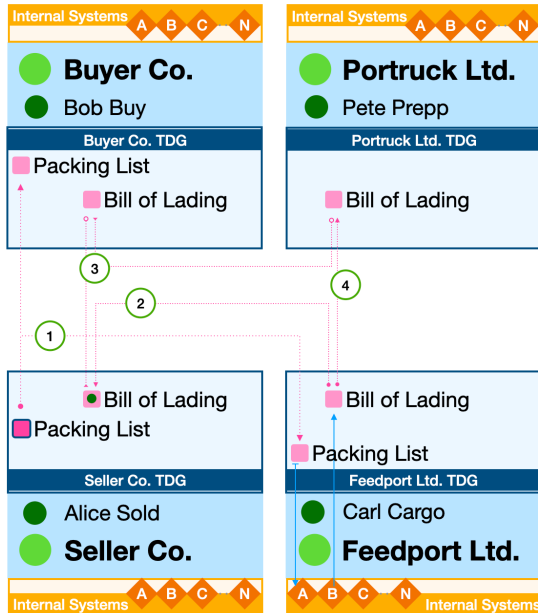 Internal Systems A B C N
Internal Systems A B C N
Buyer Co.
Portruck Ltd.
Bob Buy
Pete Prepp
Buyer Co. TDG
Portruck Ltd. TDG
Packing List
Bill of Lading
Bill of Lading
3
4
2
1
Bill of Lading
Bill of Lading
Packing List
Packing List
Seller Co. TDG
Feedport Ltd. TDG
Alice Sold
Carl Cargo
Seller Co.
Feedport Ltd.
A B C N
A B C N
Internal Systems
Internal Systems